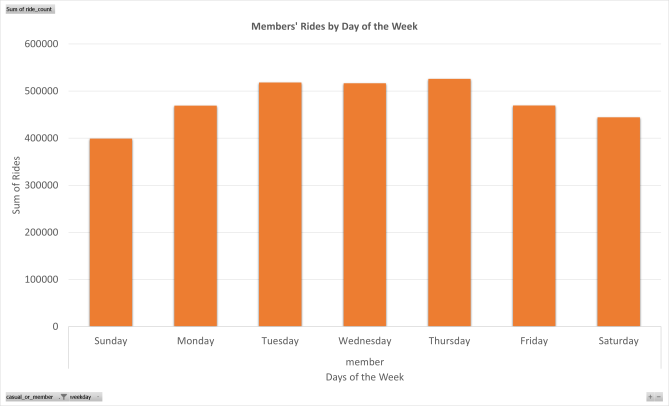 Sum of ride_count
Members' Rides by Day of the Week
600000
500000
400000
300000
200000
100000
0
Sum of Rides
Sunday Monday Tuesday Wednesday Thursday Friday Saturday
member
Days of the Week
casual_or_member weekday
+ −